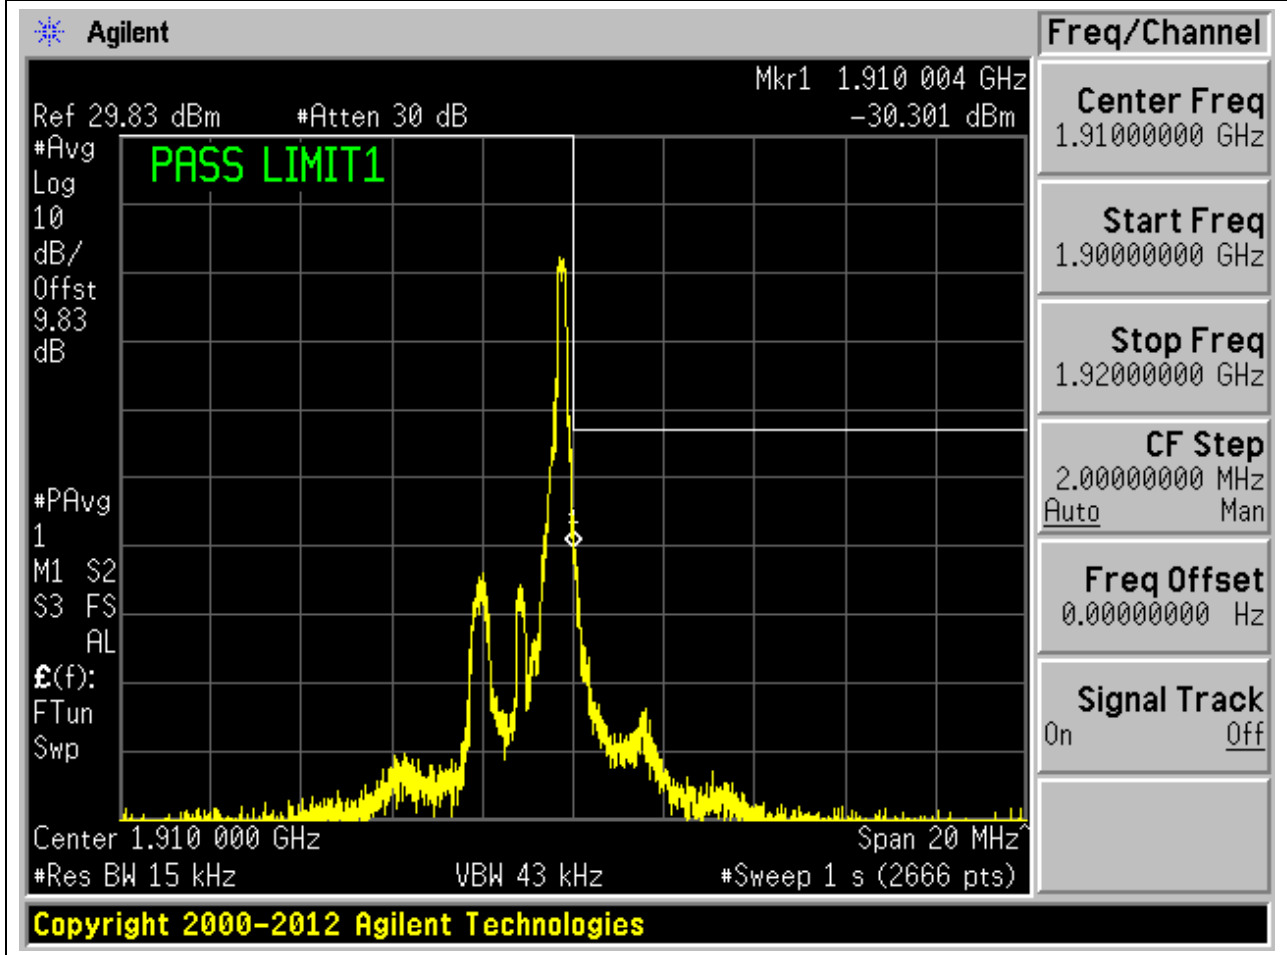 Agilent
Freq/Channel
Mkr1 1.910 004 GHz
Ref 29.83 dBm #Atten 30 dB -30.301 dBm
#Avg
Log
10
dB/
Offst
9.83
dB
PASS LIMIT1
#PAvg
1
M1 S2
S3 FS
AL
£(f):
FTun
Swp
1
Center 1.910 000 GHz Span 20 MHz^
#Res BW 15 kHz VBW 43 kHz #Sweep 1 s (2666 pts)
Copyright 2000-2012 Agilent Technologies
Center Freq
1.91000000 GHz
Start Freq
1.90000000 GHz
Stop Freq
1.92000000 GHz
CF Step
2.00000000 MHz
Auto Man
Freq Offset
0.00000000 Hz
Signal Track
On Off